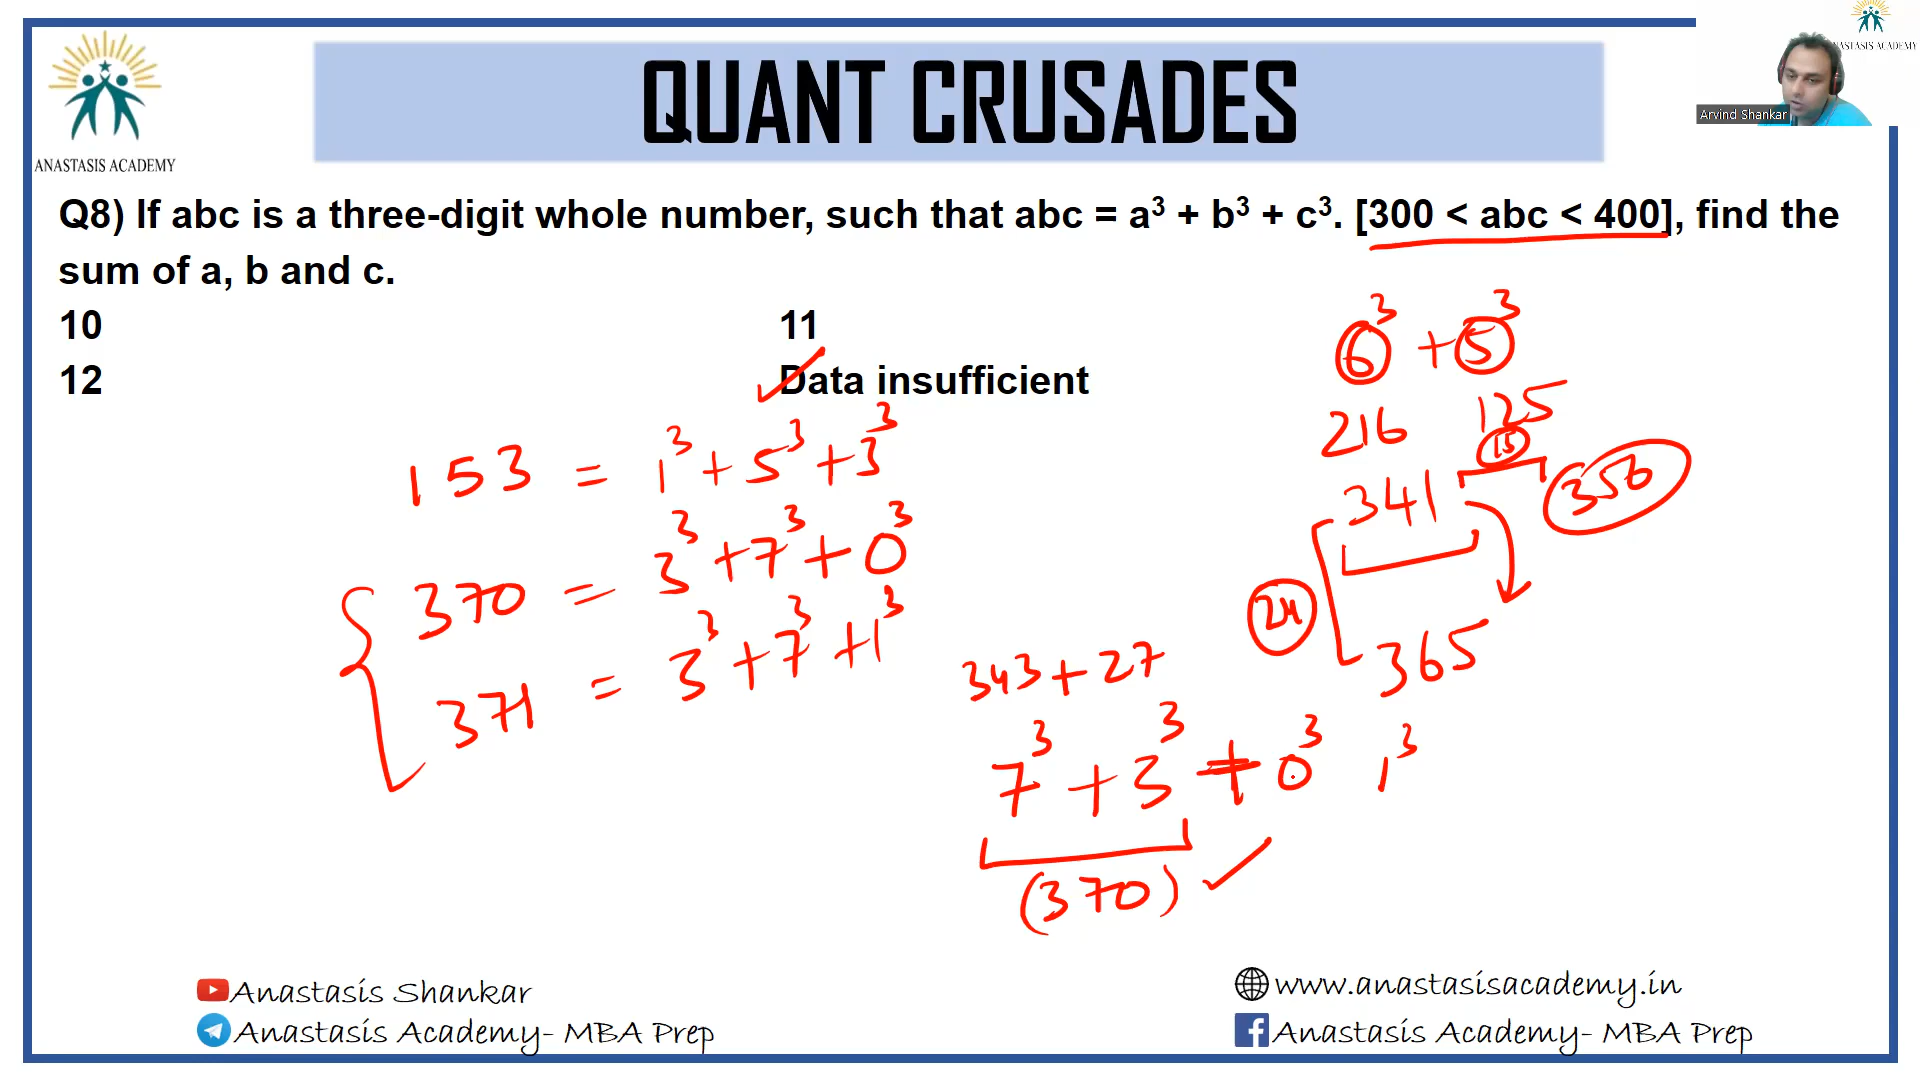 QUANT CRUSADES
ANASTASIS ACADEMY
ANASTASIS ACADEMY
Arvind Shankar
Q8) If abc is a three-digit whole number, such that abc = a³ + b³ + c³. [300 < abc < 400], find the
sum of a, b and c.
10
11
12
Data insufficient
153 = 1³ + 5³ + 3³
370 = 3³ + 7³ + 0³
371 = 3³ + 7³ + 1³
6³ + 5³
216 125
15
341
356
24
365
343 + 27
7³ + 3³ + 0³ 1³
(370)
Anastasis Shankar
Anastasis Academy- MBA Prep
www.anastasisacademy.in
Anastasis Academy- MBA Prep